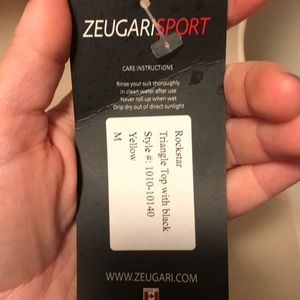 ZEUGARISPORT
CARE INSTRUCTIONS
Rinse your suit thoroughly
in clean water after use
Never roll up when wet
Drip dry out of direct sunlight
Rockstar
Triangle Top with black
Style #: 1010-10140
Yellow
M
WWW.ZEUGARI.COM